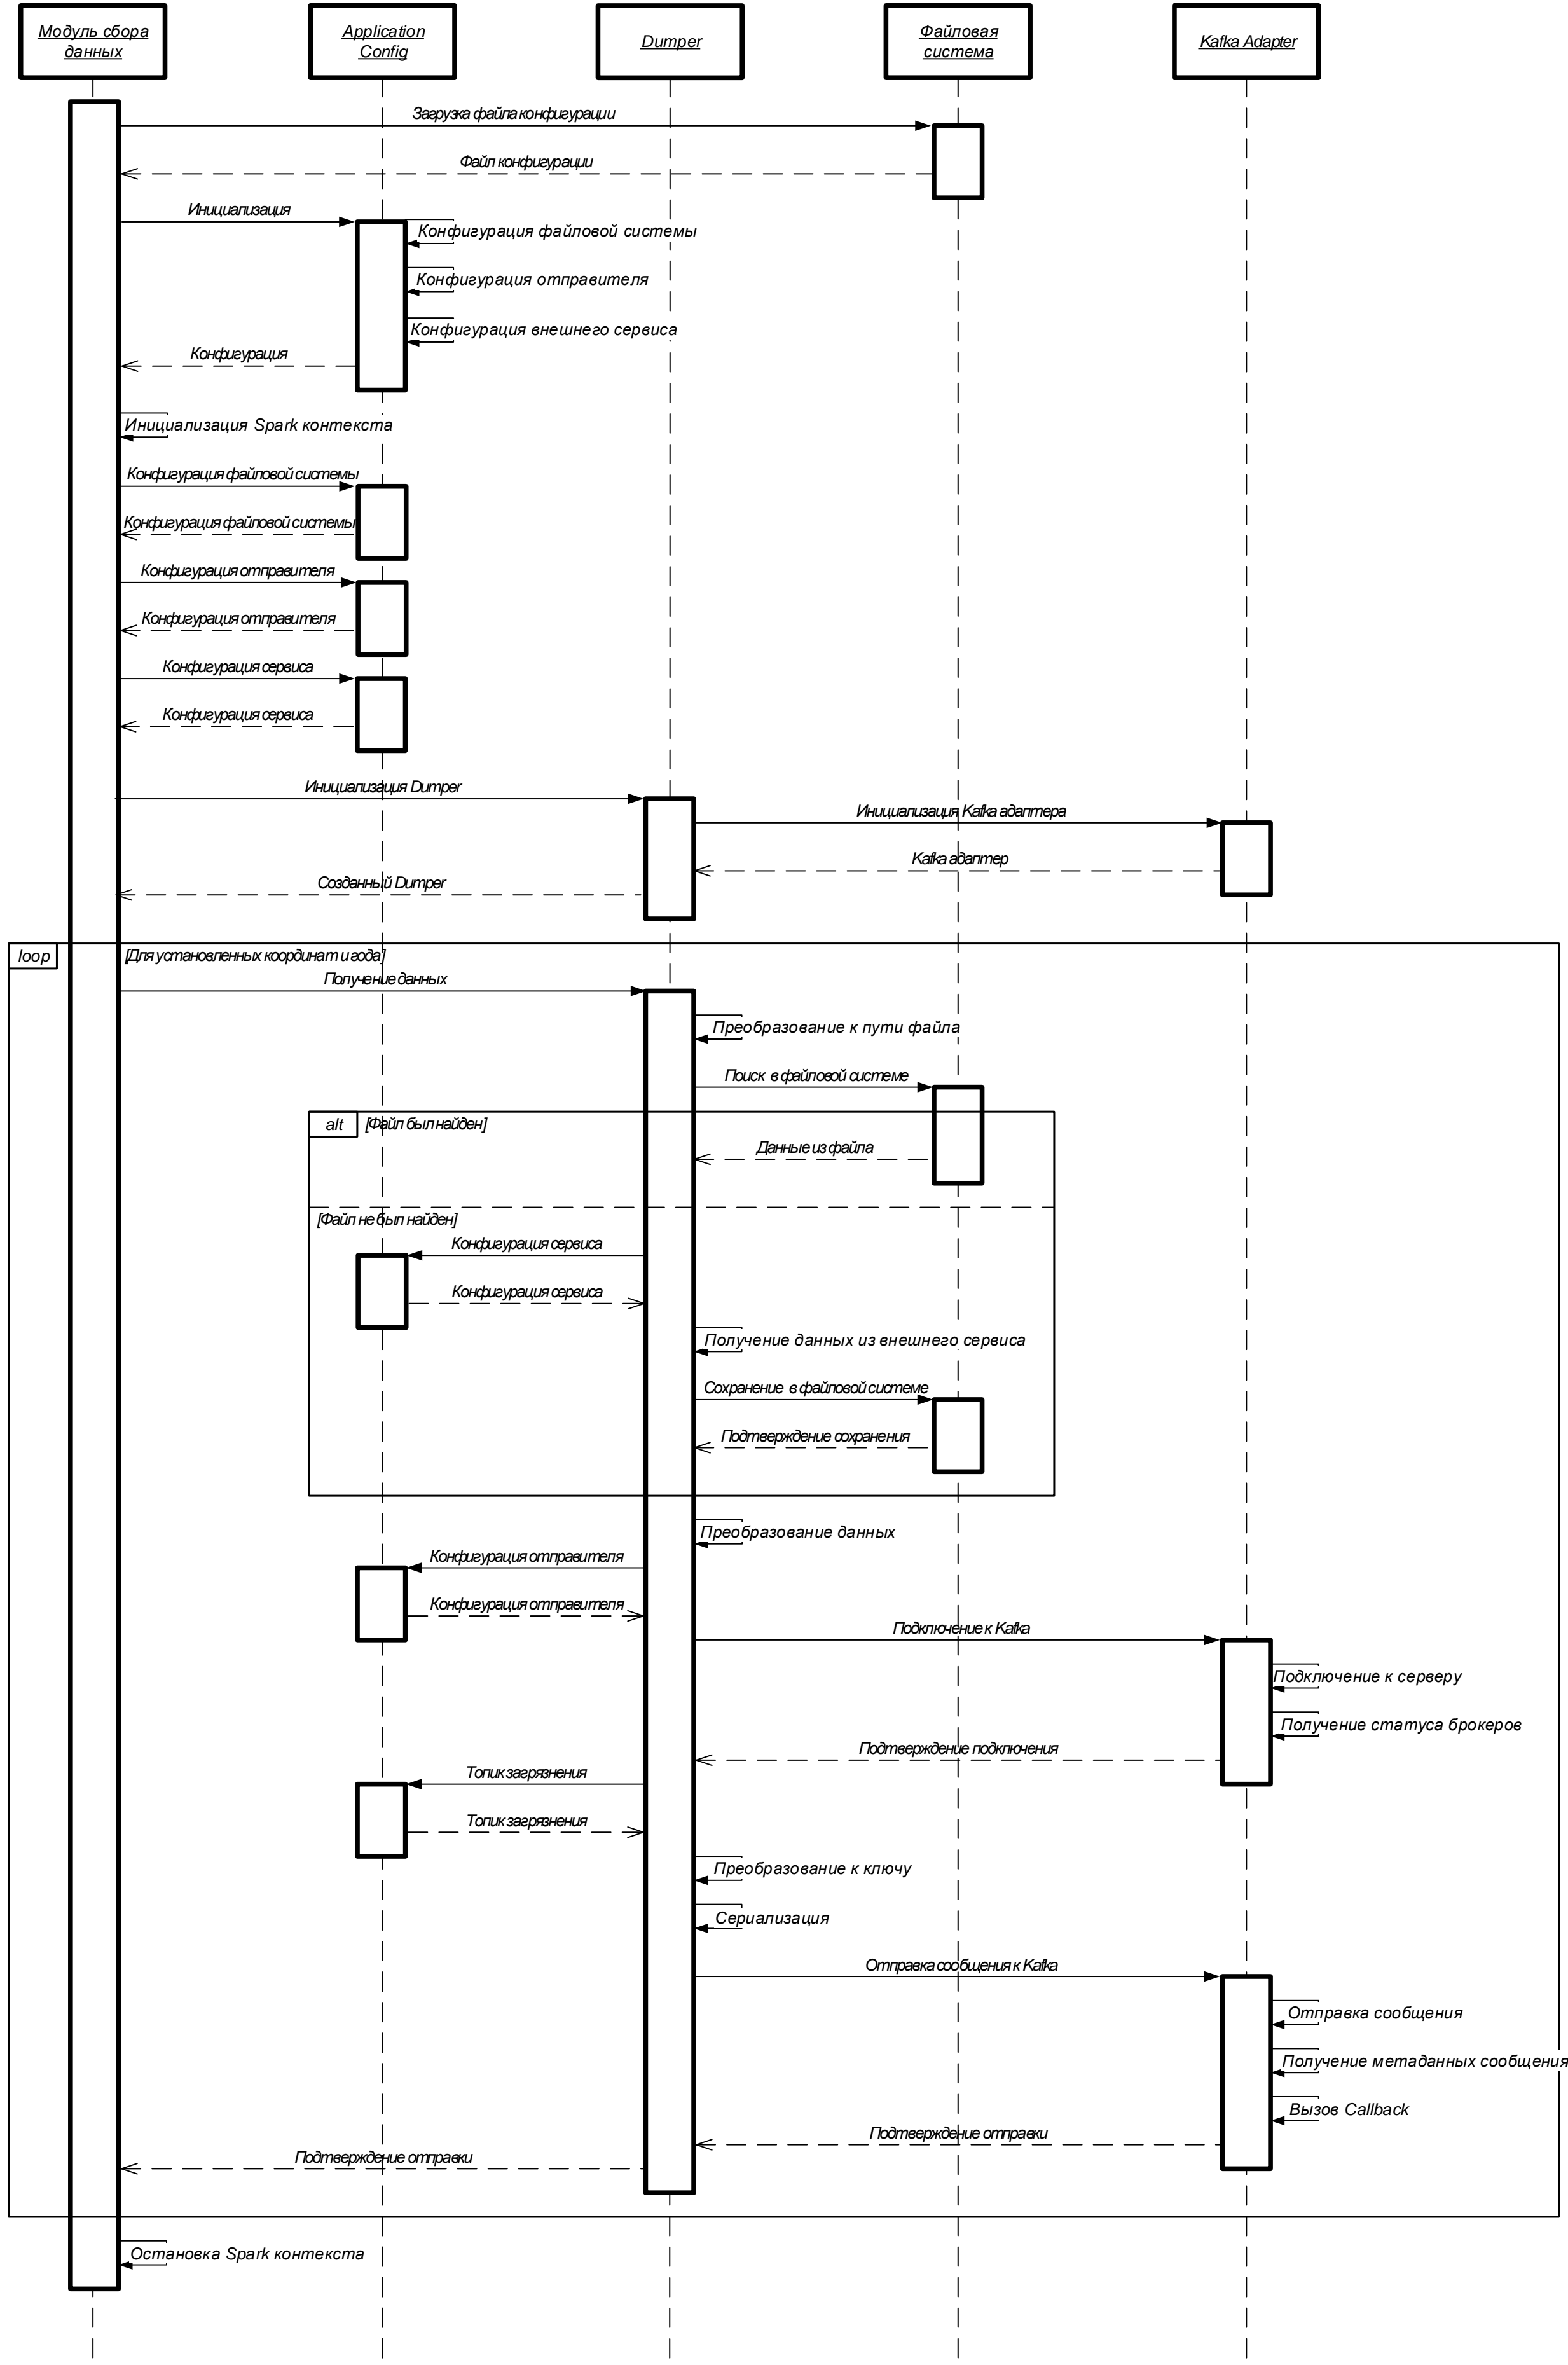 Модуль сбора
данных
Application
Config
Dumper
Файловая
система
Kafka Adapter
Загрузка файла конфигурации
Файл конфигурации
Инициализация
Конфигурация файловой системы
Конфигурация отправителя
Конфигурация внешнего сервиса
Конфигурация
Инициализация Spark контекста
Конфигурация файловой системы
Конфигурация файловой системы
Конфигурация отправителя
Конфигурация отправителя
Конфигурация сервиса
Конфигурация сервиса
Инициализация Dumper
Инициализация Kafka адаптера
Kafka адаптер
Созданный Dumper
loop
[Для установленных координат и года]
Получение данных
Преобразование к пути файла
Поиск в файловой системе
alt
[Файл был найден]
Данные из файла
[Файл не был найден]
Конфигурация сервиса
Конфигурация сервиса
Получение данных из внешнего сервиса
Сохранение в файловой системе
Подтверждение сохранения
Преобразование данных
Конфигурация отправителя
Конфигурация отправителя
Подключение к Kafka
Подключение к серверу
Получение статуса брокеров
Подтверждение подключения
Топик загрязнения
Топик загрязнения
Преобразование к ключу
Сериализация
Отправка сообщения к Kafka
Отправка сообщения
Получение метаданных сообщения
Вызов Callback
Подтверждение отправки
Подтверждение отправки
Остановка Spark контекста